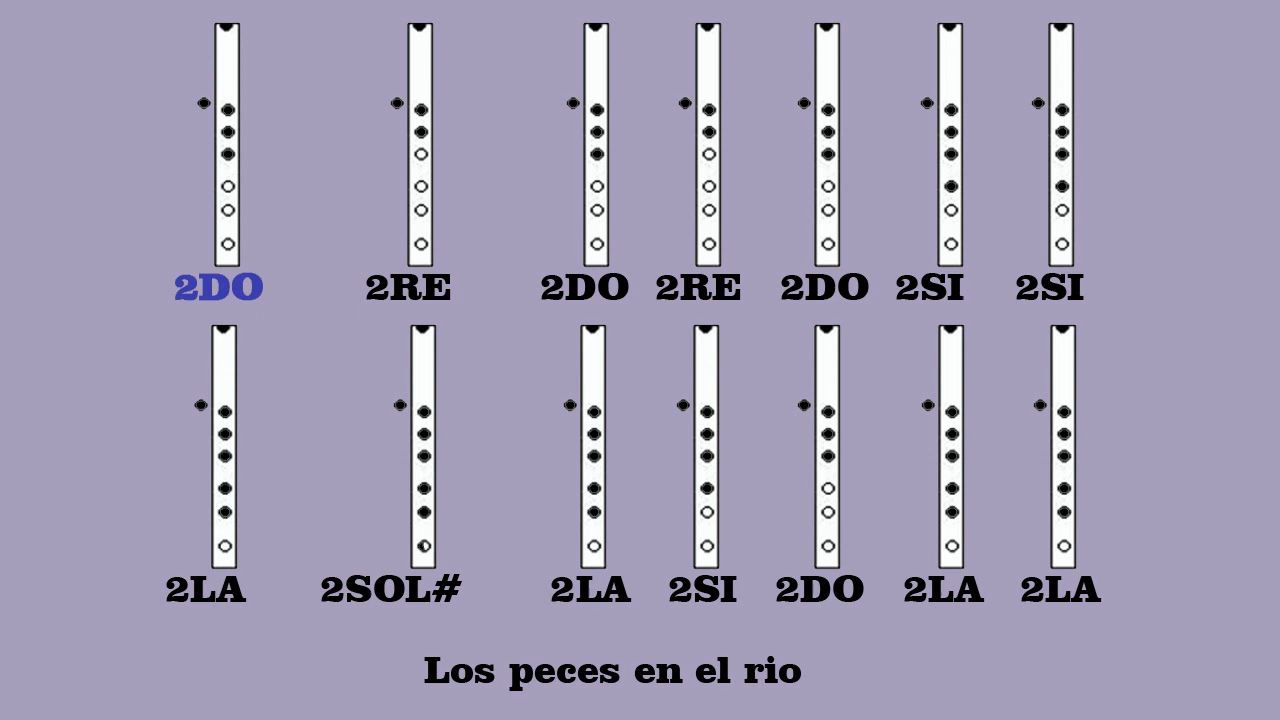 2DO 2RE 2DO 2RE 2DO 2SI 2SI
2LA 2SOL# 2LA 2SI 2DO 2LA 2LA
Los peces en el rio